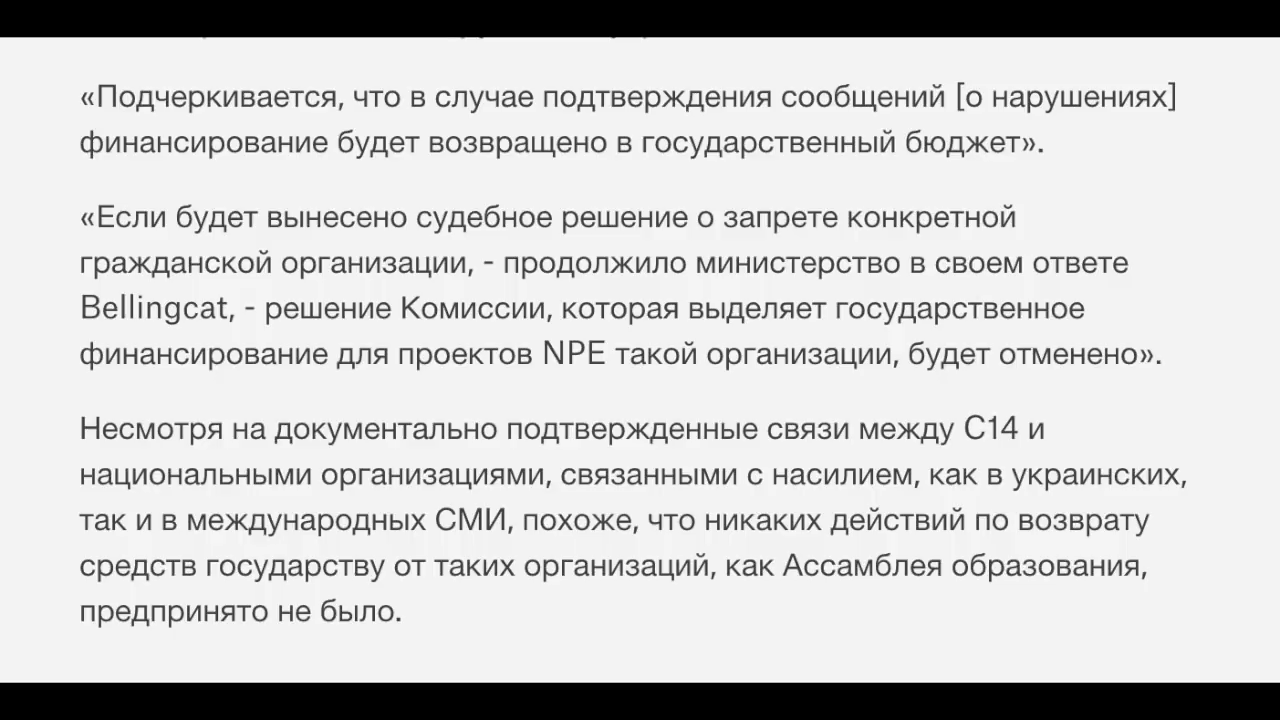 «Подчеркивается, что в случае подтверждения сообщений [о нарушениях]
финансирование будет возвращено в государственный бюджет».
«Если будет вынесено судебное решение о запрете конкретной
гражданской организации, - продолжило министерство в своем ответе
Bellingcat, - решение Комиссии, которая выделяет государственное
финансирование для проектов NPE такой организации, будет отменено».
Несмотря на документально подтвержденные связи между C14 и
национальными организациями, связанными с насилием, как в украинских,
так и в международных СМИ, похоже, что никаких действий по возврату
средств государству от таких организаций, как Ассамблея образования,
предпринято не было.